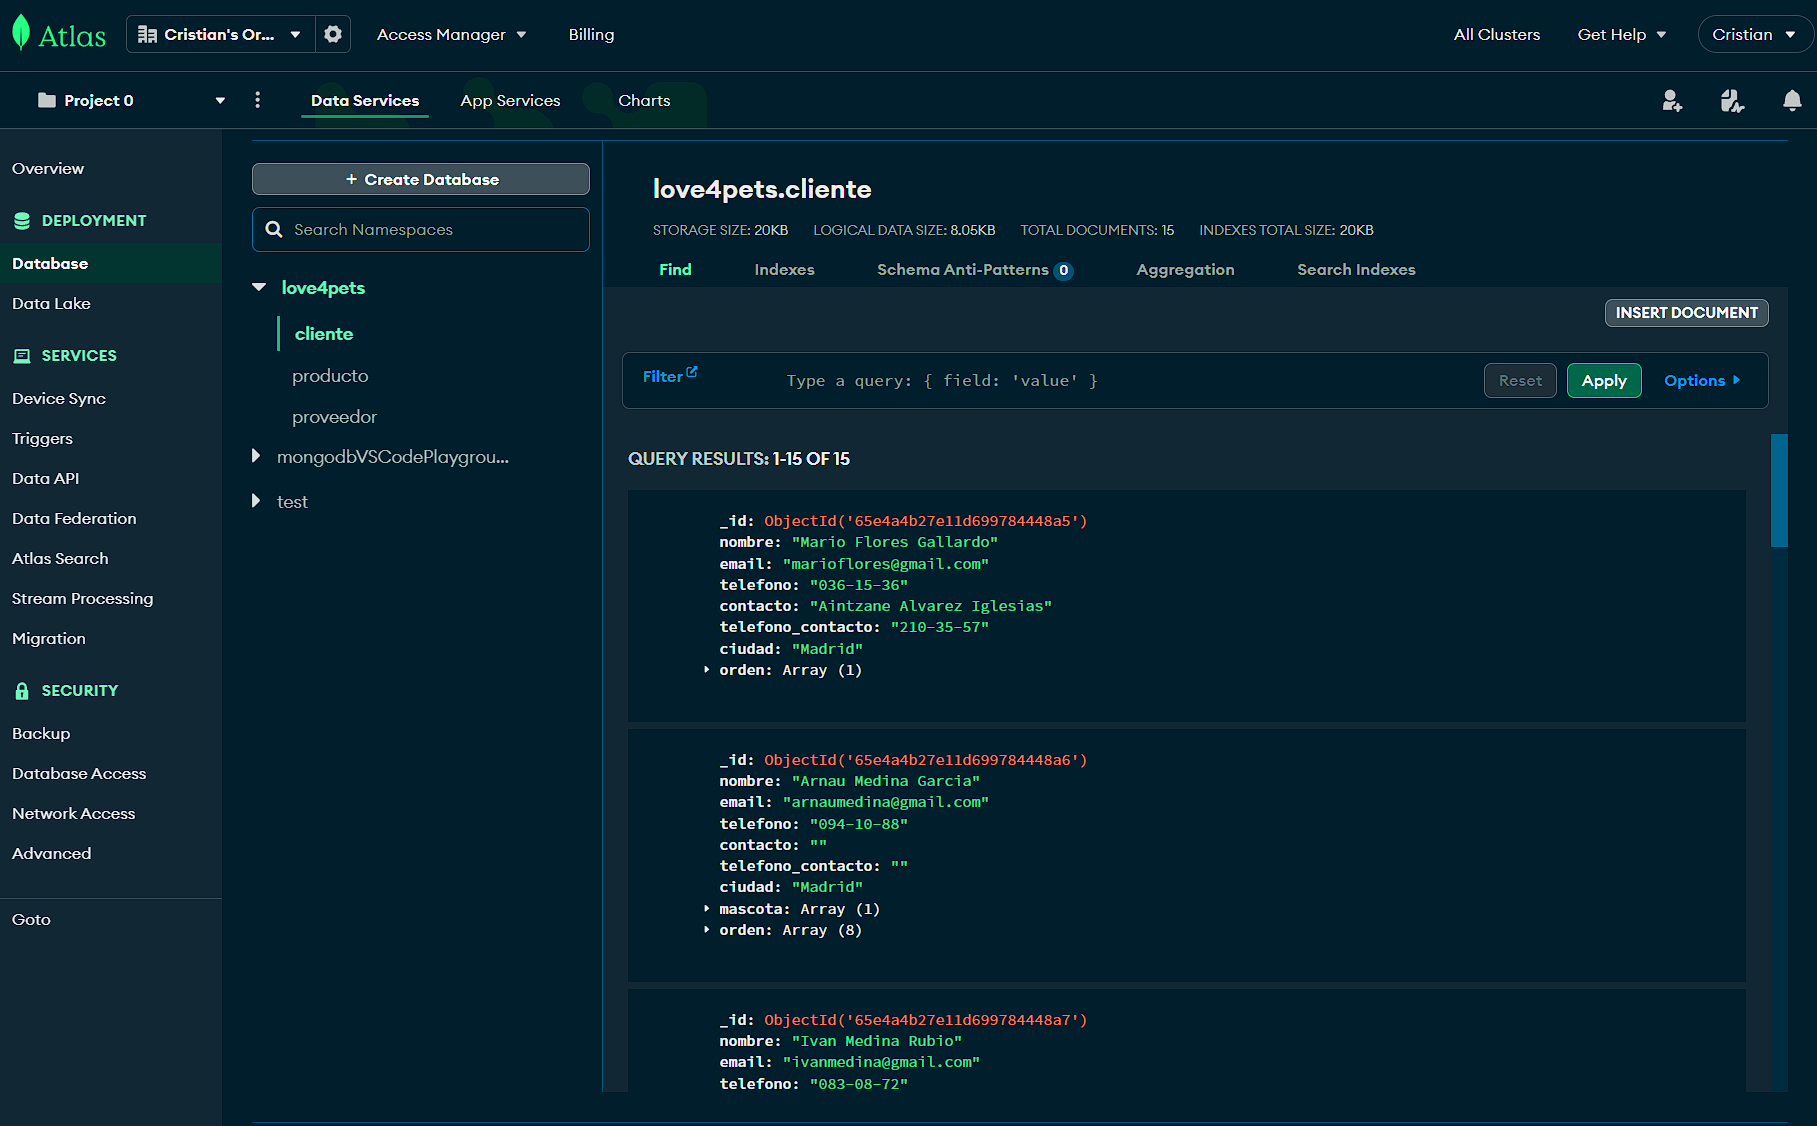 Atlas
Cristian's Or...
Access Manager
Billing
All Clusters
Get Help
Cristian
Project 0
Data Services
App Services
Charts
Overview
DEPLOYMENT
Database
Data Lake
SERVICES
Device Sync
Triggers
Data API
Data Federation
Atlas Search
Stream Processing
Migration
SECURITY
Backup
Database Access
Network Access
Advanced
Goto
+ Create Database
Search Namespaces
love4pets
cliente
producto
proveedor
mongodbVSCodePlaygrou...
test
love4pets.cliente
STORAGE SIZE: 20KB LOGICAL DATA SIZE: 8.05KB TOTAL DOCUMENTS: 15 INDEXES TOTAL SIZE: 20KB
Find Indexes Schema Anti-Patterns 0 Aggregation Search Indexes
INSERT DOCUMENT
Filter Type a query: { field: 'value' } Reset Apply Options
QUERY RESULTS: 1-15 OF 15
_id: ObjectId('65e4a4b27e11d699784448a5')
nombre: "Mario Flores Gallardo"
email: "marioflores@gmail.com"
telefono: "036-15-36"
contacto: "Aintzane Alvarez Iglesias"
telefono_contacto: "210-35-57"
ciudad: "Madrid"
orden: Array (1)
_id: ObjectId('65e4a4b27e11d699784448a6')
nombre: "Arnau Medina Garcia"
email: "arnaumedina@gmail.com"
telefono: "094-10-88"
contacto: ""
telefono_contacto: ""
ciudad: "Madrid"
mascota: Array (1)
orden: Array (8)
_id: ObjectId('65e4a4b27e11d699784448a7')
nombre: "Ivan Medina Rubio"
email: "ivanmedina@gmail.com"
telefono: "083-08-72"